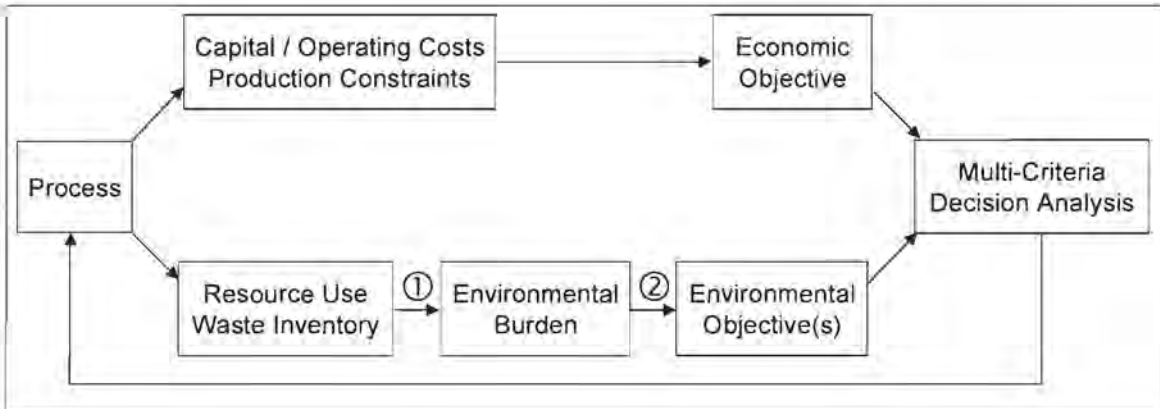 Capital / Operating Costs
Production Constraints
Economic
Objective
Process
Multi-Criteria
Decision Analysis
Resource Use
Waste Inventory
①
Environmental
Burden
②
Environmental
Objective(s)